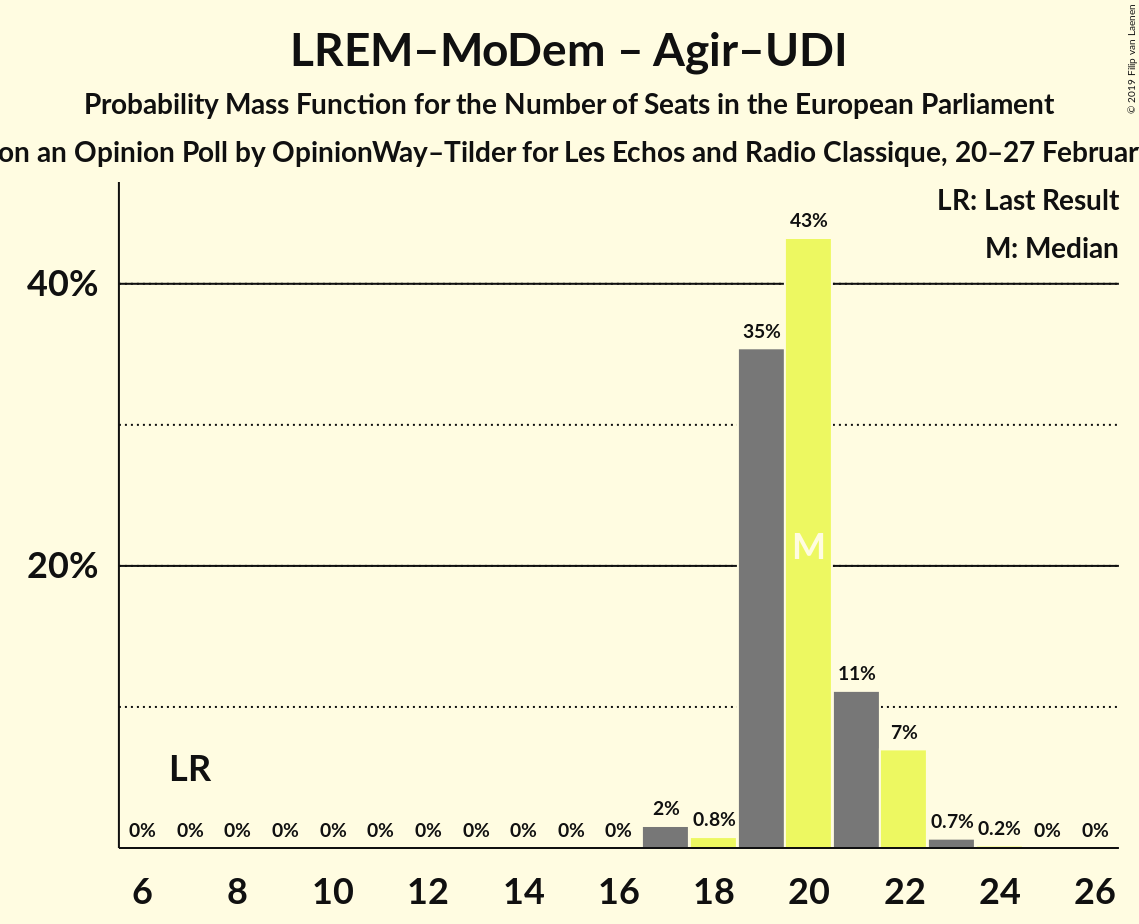 LREM–MoDem – Agir–UDI
Probability Mass Function for the Number of Seats in the European Parliament
on an Opinion Poll by OpinionWay–Tilder for Les Echos and Radio Classique, 20–27 Februar
© 2019 Filip van Laenen
LR: Last Result
M: Median
43%
40%
35%
M
20%
11%
7%
LR
2%
0.8%
0.7%
0.2%
0% 0% 0% 0% 0% 0% 0% 0% 0% 0% 0% 0% 0%
6 8 10 12 14 16 18 20 22 24 26